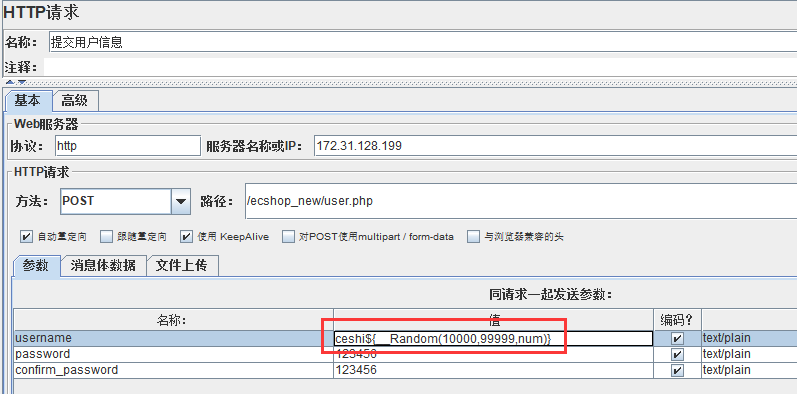 HTTP请求
名称： 提交用户信息
注释：
基本 高级
Web服务器
协议： http 服务器名称或IP： 172.31.128.199
HTTP请求
方法： POST 路径： /ecshop_new/user.php
自动重定向 跟随重定向 使用 KeepAlive 对POST使用multipart / form-data 与浏览器兼容的头
参数 消息体数据 文件上传
同请求一起发送参数：
名称： 值 编码？
username ceshi${__Random(10000,99999,num)} text/plain
password 123456 text/plain
confirm_password 123456 text/plain